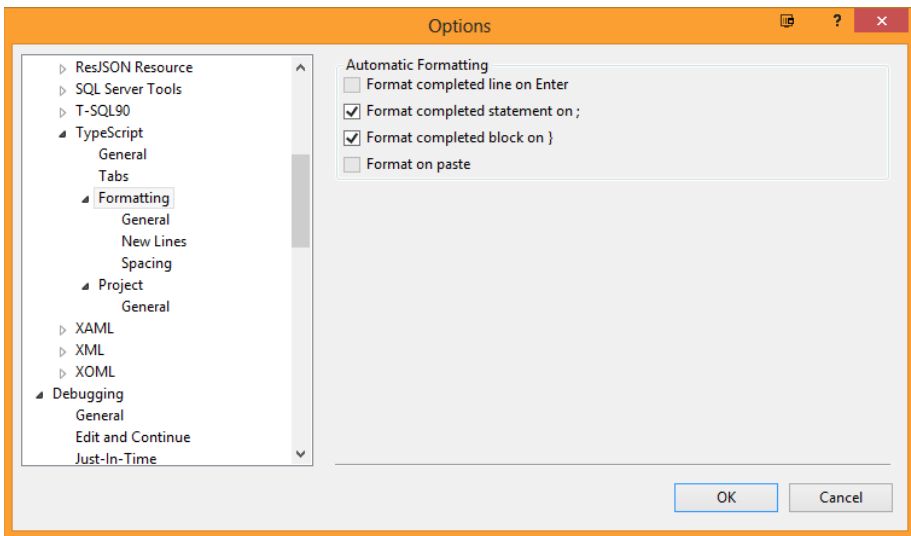 Options
?
ResJSON Resource
SQL Server Tools
T-SQL90
TypeScript
General
Tabs
Formatting
General
New Lines
Spacing
Project
General
XAML
XML
XOML
Debugging
General
Edit and Continue
Just-In-Time
Automatic Formatting
Format completed line on Enter
Format completed statement on ;
Format completed block on }
Format on paste
OK
Cancel